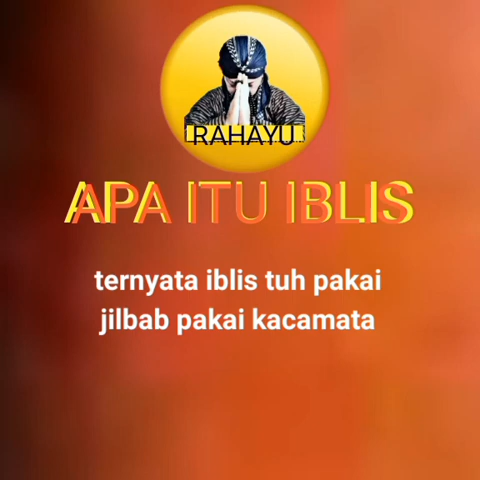 RAHAYU
APA ITU IBLIS
ternyata iblis tuh pakai
jilbab pakai kacamata